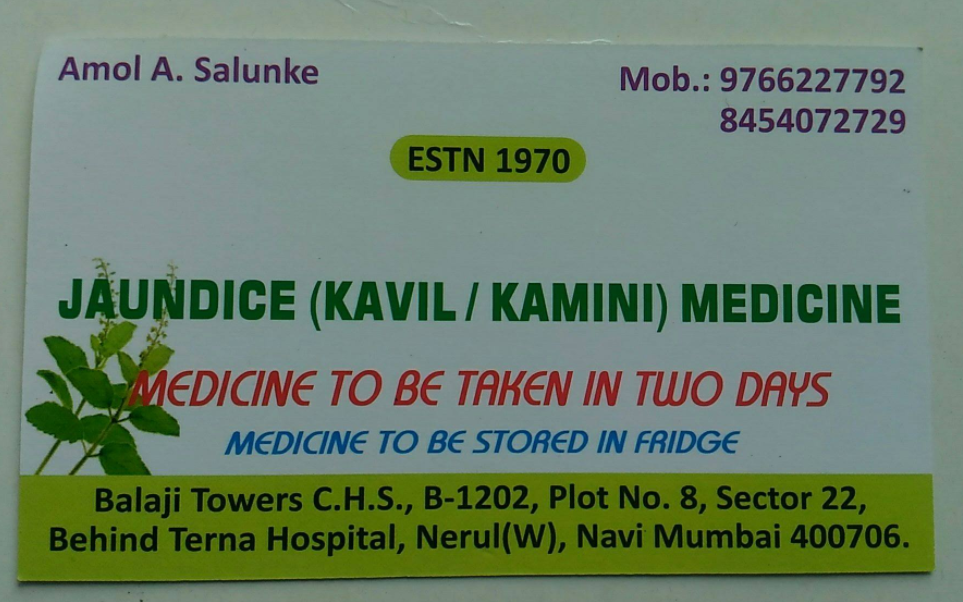 Amol A. Salunke
Mob.: 9766227792
8454072729
ESTN 1970
JAUNDICE (KAVIL / KAMINI) MEDICINE
MEDICINE TO BE TAKEN IN TWO DAYS
MEDICINE TO BE STORED IN FRIDGE
Balaji Towers C.H.S., B-1202, Plot No. 8, Sector 22,
Behind Terna Hospital, Nerul(W), Navi Mumbai 400706.